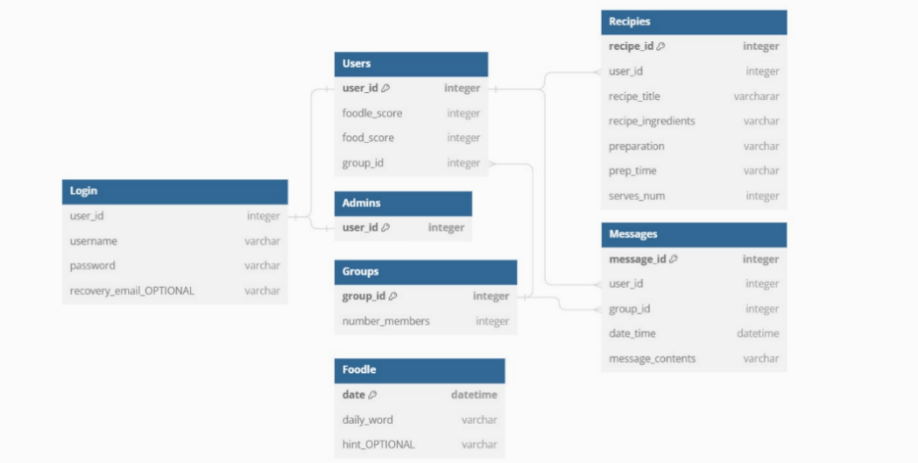 Login
user_id integer
username varchar
password varchar
recovery_email_OPTIONAL varchar
Users
user_id integer
foodle_score integer
food_score integer
group_id integer
Admins
user_id integer
Groups
group_id integer
number_members integer
Foodle
date datetime
daily_word varchar
hint_OPTIONAL varchar
Recipies
recipe_id integer
user_id integer
recipe_title varcharar
recipe_ingredients varchar
preparation varchar
prep_time varchar
serves_num integer
Messages
message_id integer
user_id integer
group_id integer
date_time datetime
message_contents varchar